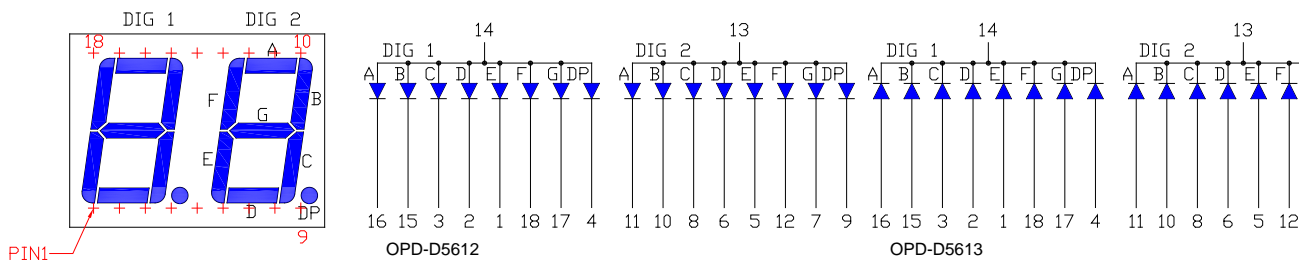 DIG 1 DIG 2
18 A 10
F B
G
E C
D DP
9
PIN1
14
DIG 1
A B C D E F G DP
16 15 3 2 1 18 17 4
13
DIG 2
A B C D E F G DP
11 10 8 6 5 12 7 9
OPD-D5612
14
DIG 1
A B C D E F G DP
16 15 3 2 1 18 17 4
13
DIG 2
A B C D E F
11 10 8 6 5 12
OPD-D5613